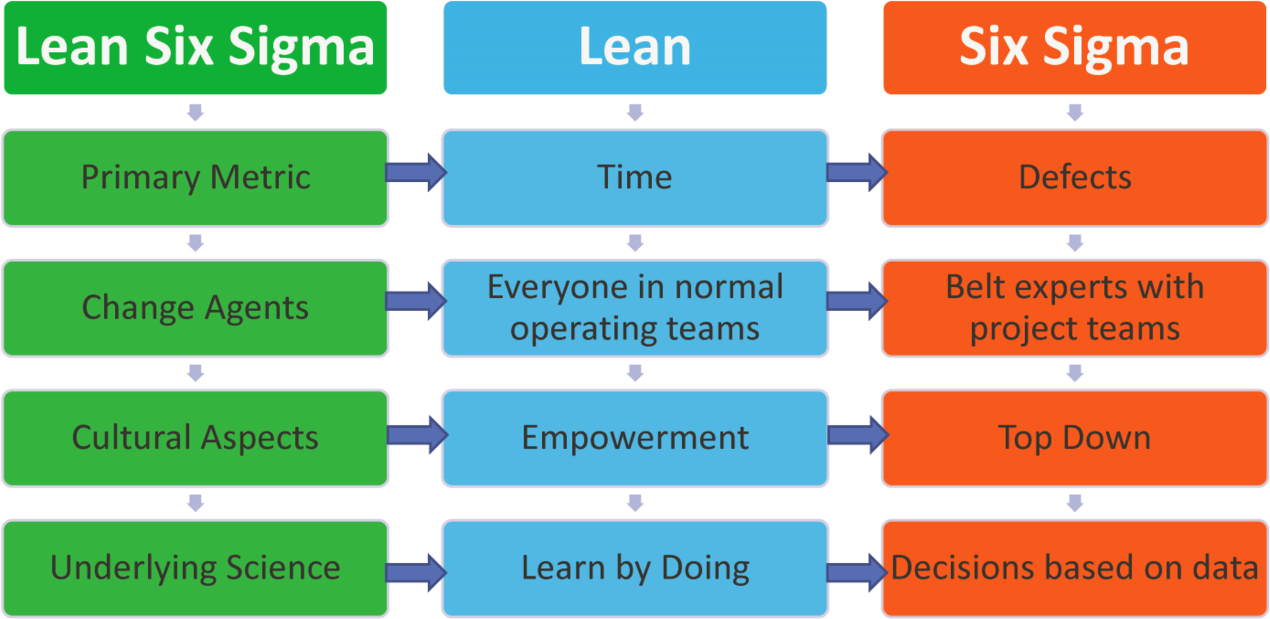 Lean Six Sigma
Lean
Six Sigma
Primary Metric
Time
Defects
Change Agents
Everyone in normal
operating teams
Belt experts with
project teams
Cultural Aspects
Empowerment
Top Down
Underlying Science
Learn by Doing
Decisions based on data